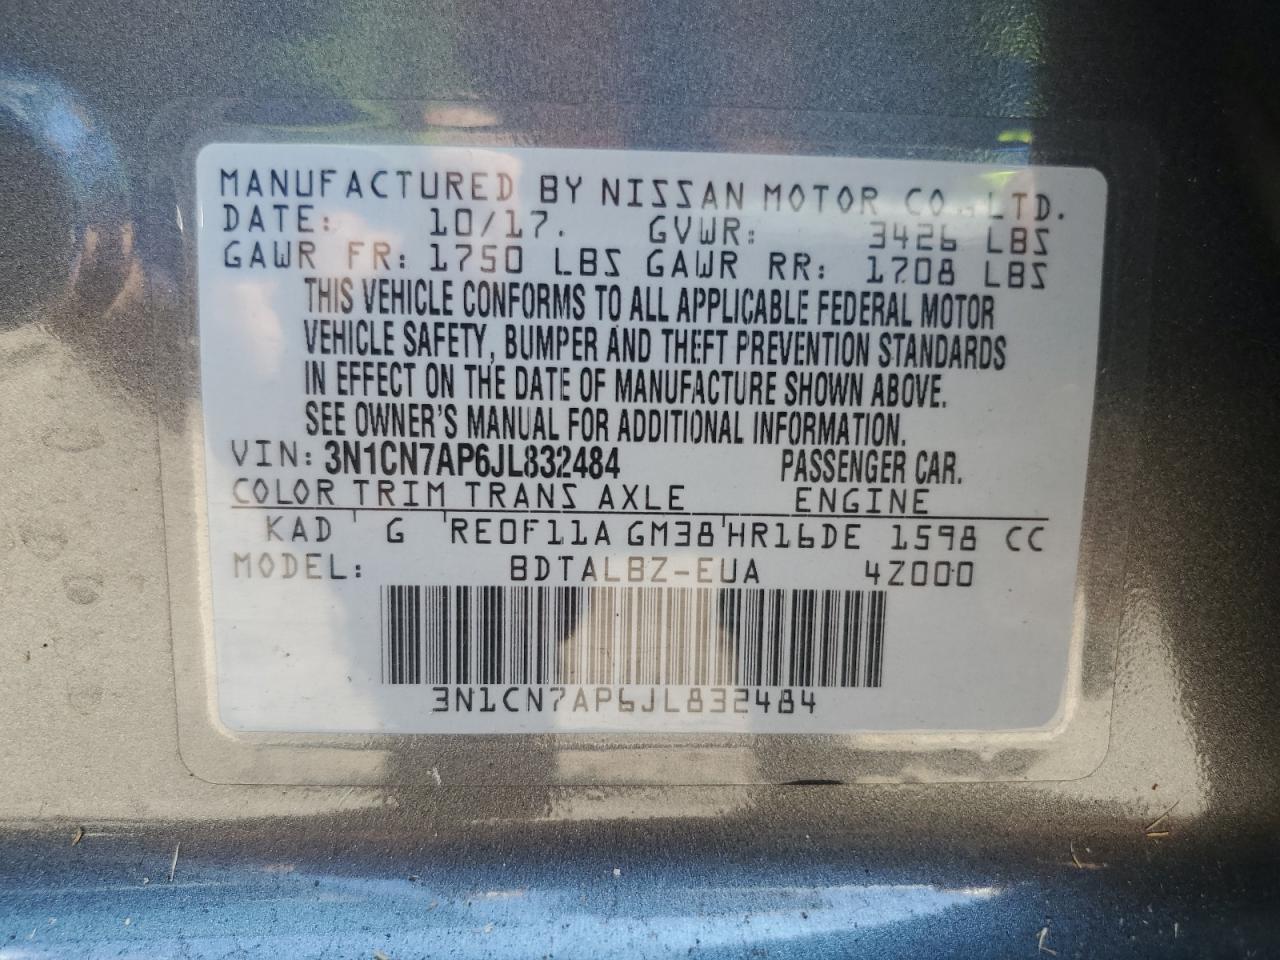 MANUFACTURED BY NISSAN MOTOR CO., LTD.
DATE: 10/17. GVWR: 3426 LBS
GAWR FR: 1750 LBS GAWR RR: 1708 LBS
THIS VEHICLE CONFORMS TO ALL APPLICABLE FEDERAL MOTOR
VEHICLE SAFETY, BUMPER AND THEFT PREVENTION STANDARDS
IN EFFECT ON THE DATE OF MANUFACTURE SHOWN ABOVE.
SEE OWNER'S MANUAL FOR ADDITIONAL INFORMATION.
VIN: 3N1CN7AP6JL832484 PASSENGER CAR.
COLOR TRIM TRANS AXLE ENGINE
KAD G RE0F11A GM38 HR16DE 1598 CC
MODEL: BDTALBZ-EUA 4Z000
3N1CN7AP6JL832484